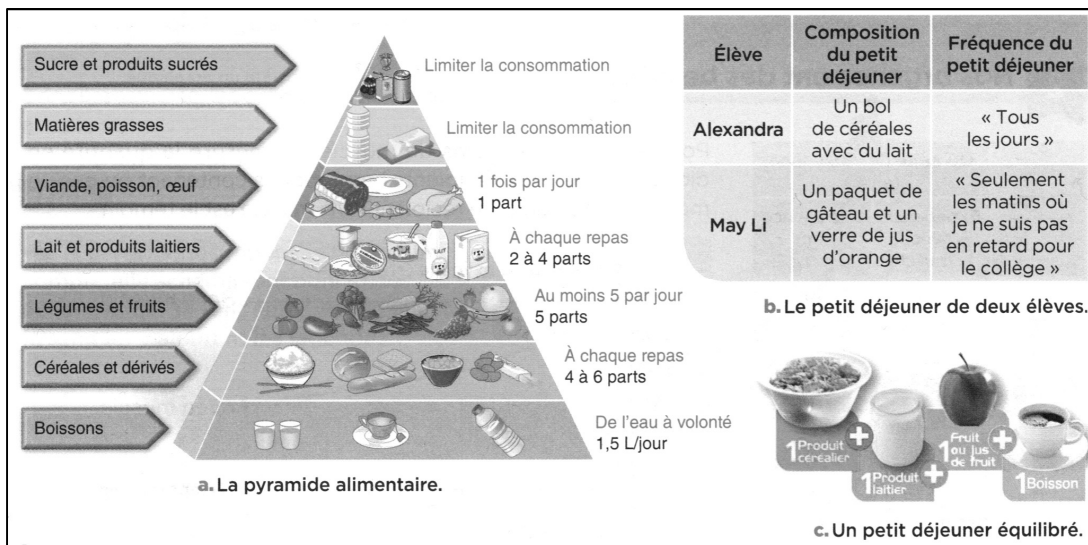 Sucre et produits sucrés
Limiter la consommation
Matières grasses
Limiter la consommation
Viande, poisson, œuf
1 fois par jour
1 part
Lait et produits laitiers
À chaque repas
2 à 4 parts
LAIT
Légumes et fruits
Au moins 5 par jour
5 parts
Céréales et dérivés
À chaque repas
4 à 6 parts
Boissons
De l'eau à volonté
1,5 L/jour
a. La pyramide alimentaire.
Élève
Composition
du petit
déjeuner
Fréquence du
petit déjeuner
Alexandra
Un bol
de céréales
avec du lait
« Tous
les jours »
May Li
Un paquet de
gâteau et un
verre de jus
d'orange
« Seulement
les matins où
je ne suis pas
en retard pour
le collège »
b. Le petit déjeuner de deux élèves.
1 Produit
céréalier
+
1 Produit
laitier
+
1 Fruit
ou jus
de fruit
+
1 Boisson
c. Un petit déjeuner équilibré.